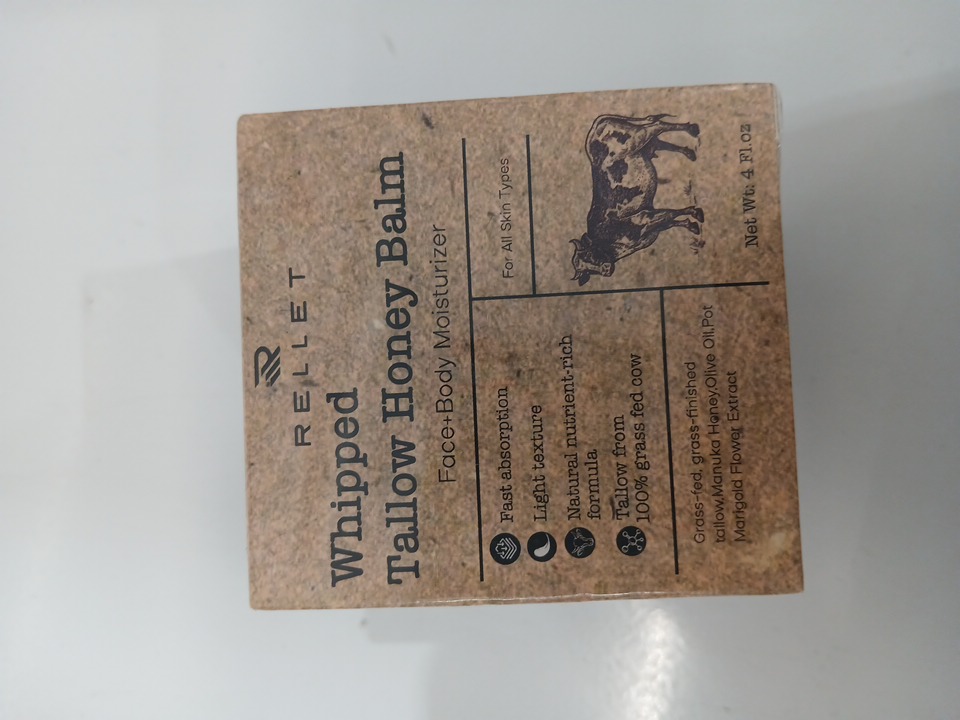 RELLET
Whipped
Tallow Honey Balm
Face+Body Moisturizer
Fast absorption
Light texture
Natural nutrient-rich
formula
Tallow from
100% grass fed cow
For All Skin Types
Grass-fed, grass-finished
tallow,Manuka Honey,Olive Oil,Pot
Marigold Flower Extract
Net Wt: 4 Fl.oz